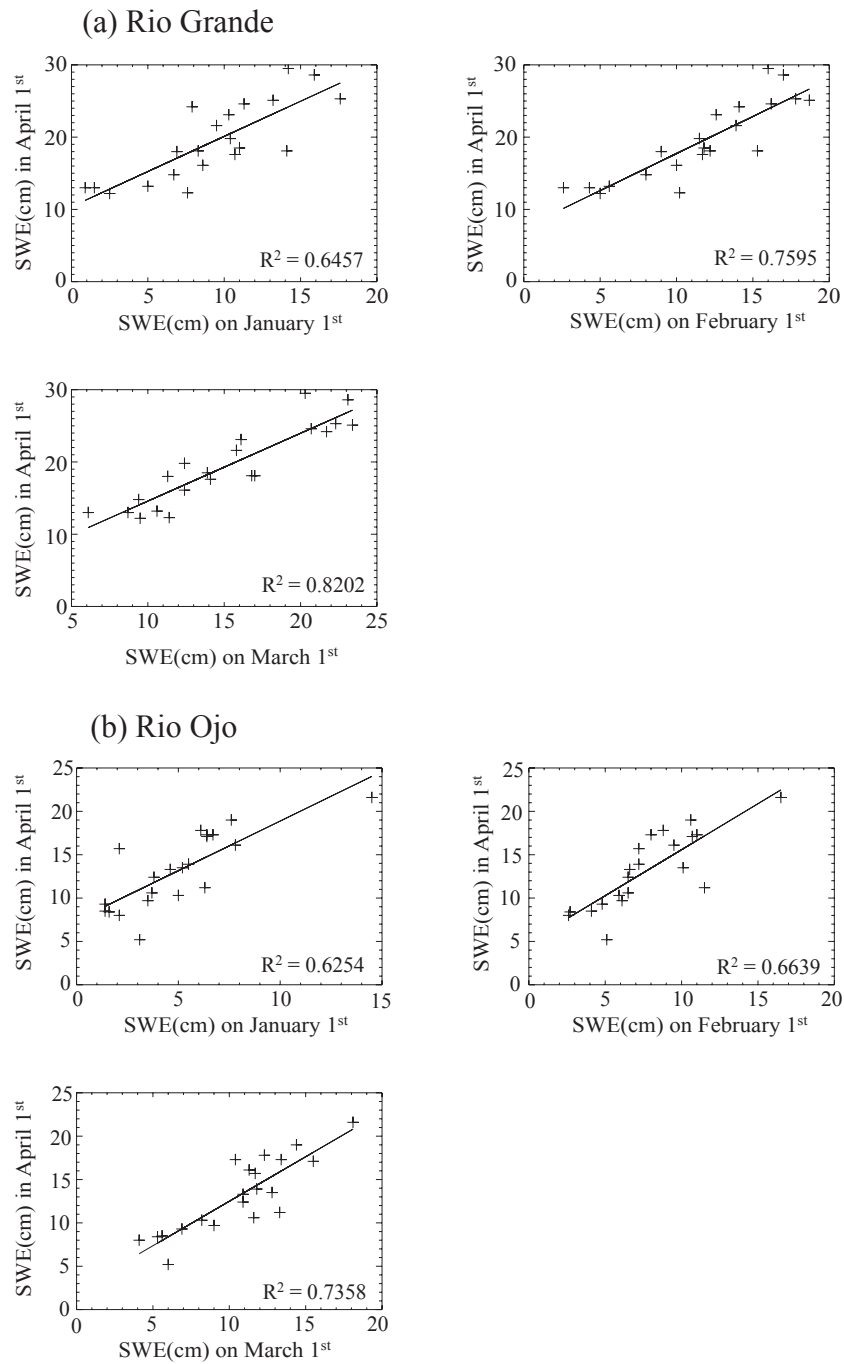 (a) Rio Grande
SWE(cm) in April 1st
30
20
10
0
R² = 0.6457
0 5 10 15 20
SWE(cm) on January 1st
SWE(cm) in April 1st
30
20
10
0
R² = 0.7595
0 5 10 15 20
SWE(cm) on February 1st
SWE(cm) in April 1st
30
20
10
0
R² = 0.8202
5 10 15 20 25
SWE(cm) on March 1st
(b) Rio Ojo
SWE(cm) in April 1st
25
20
15
10
5
0
R² = 0.6254
0 5 10 15
SWE(cm) on January 1st
SWE(cm) in April 1st
25
20
15
10
5
0
R² = 0.6639
0 5 10 15 20
SWE(cm) on February 1st
SWE(cm) in April 1st
25
20
15
10
5
0
R² = 0.7358
0 5 10 15 20
SWE(cm) on March 1st